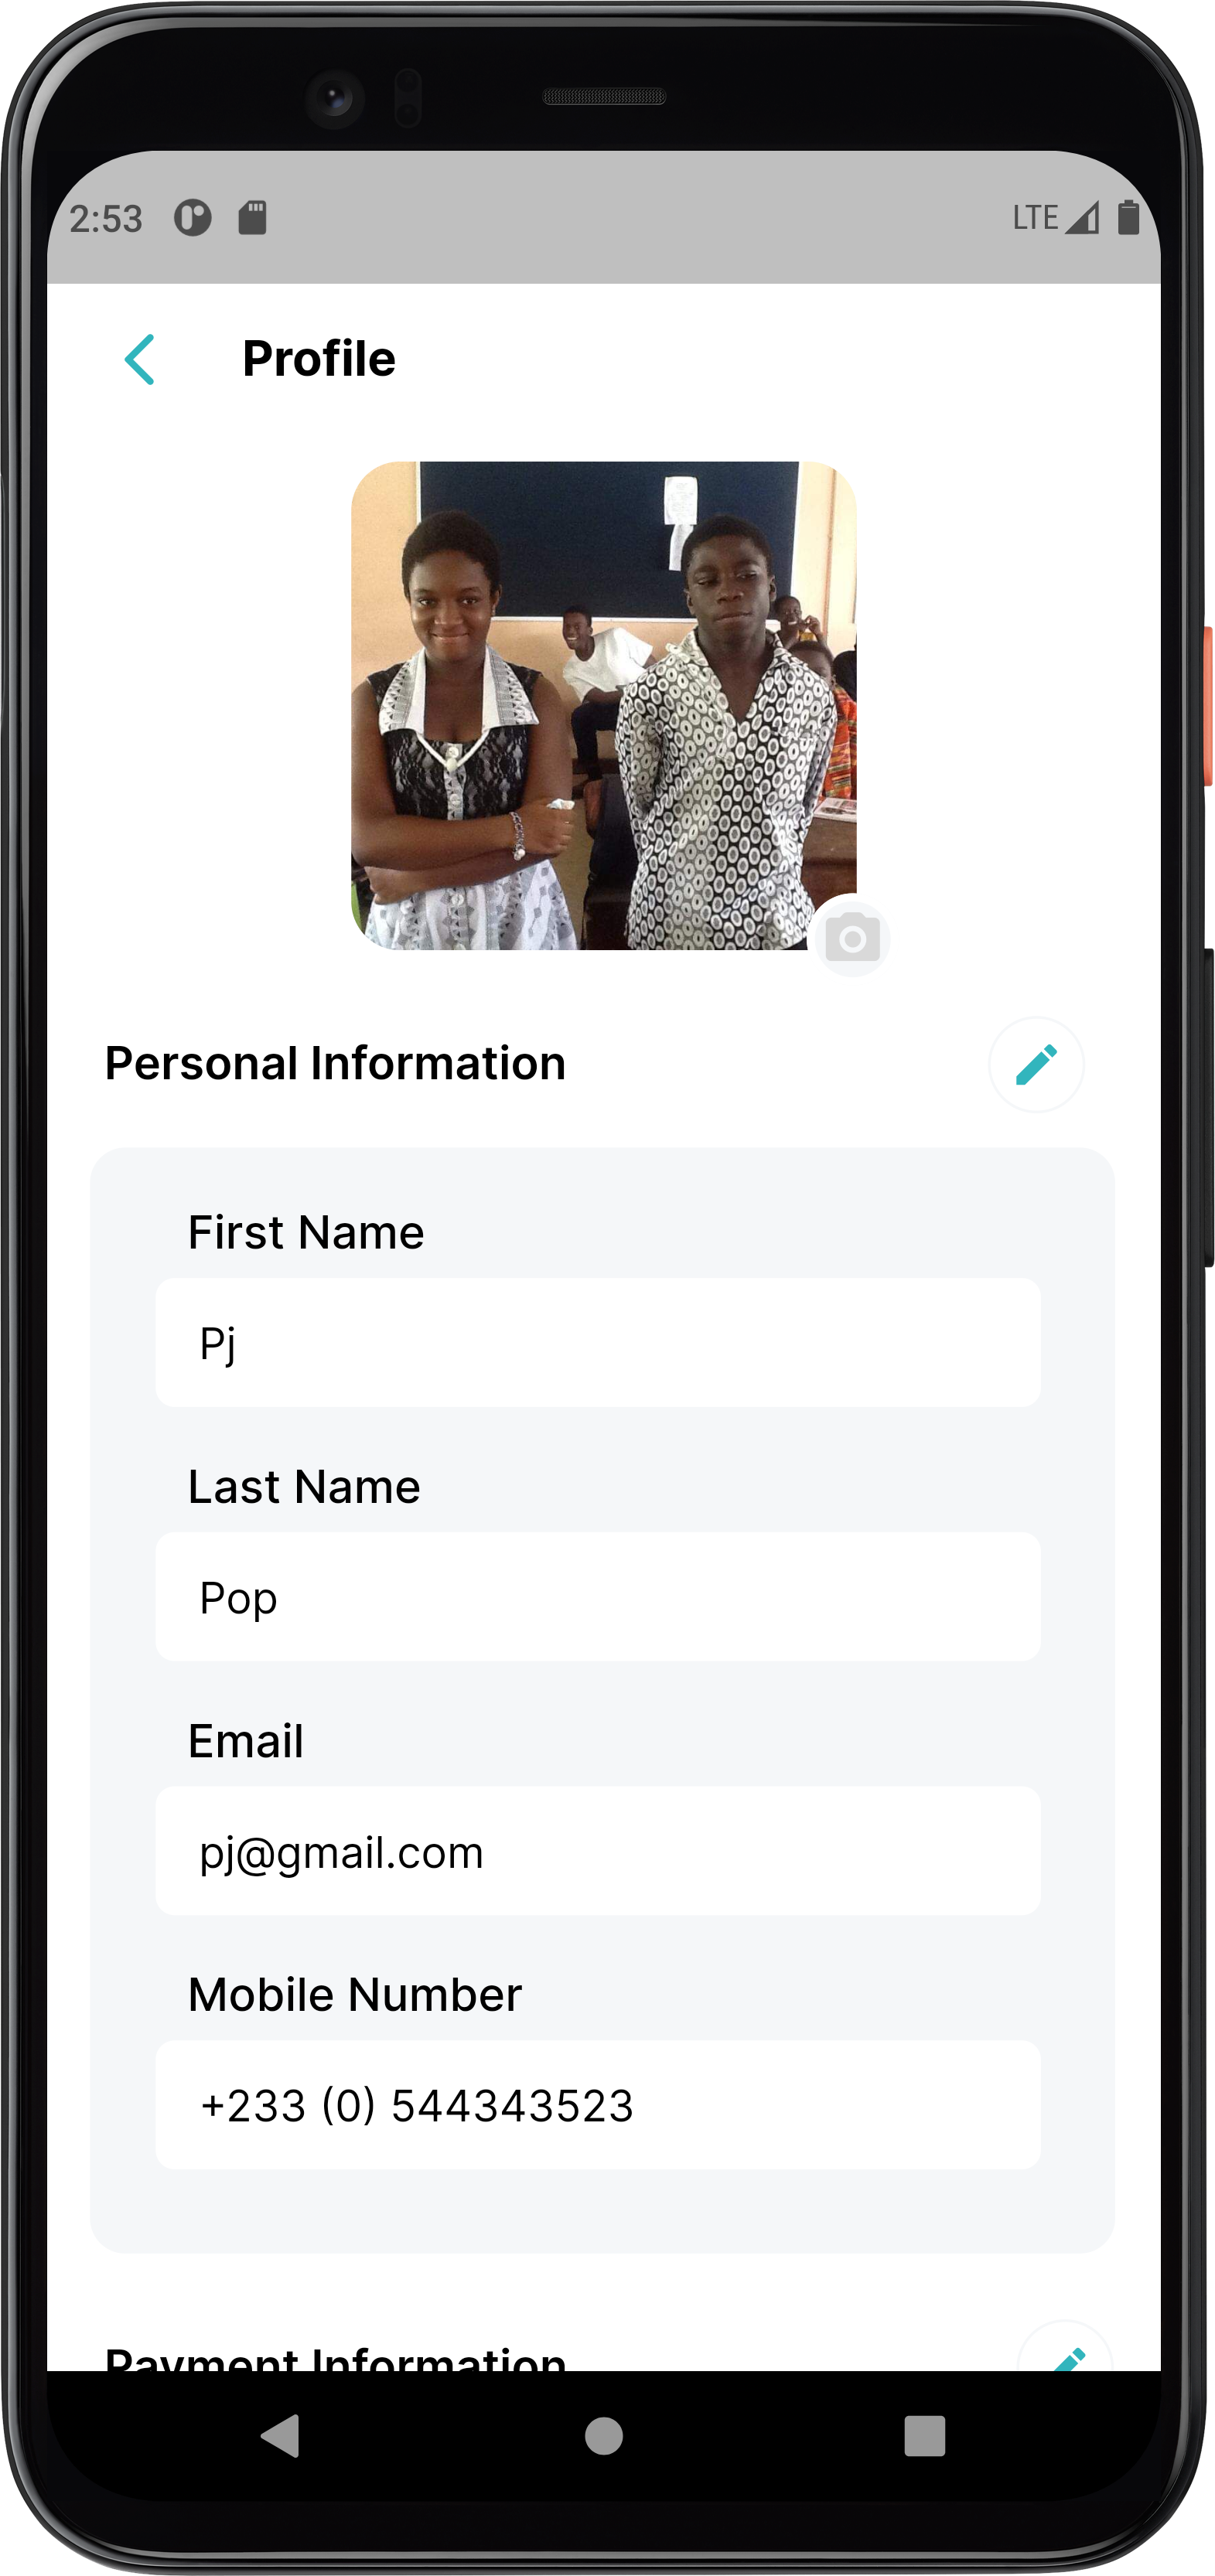 2:53 LTE
Profile
Personal Information
First Name
Pj
Last Name
Pop
Email
pj@gmail.com
Mobile Number
+233 (0) 544343523
Payment Information